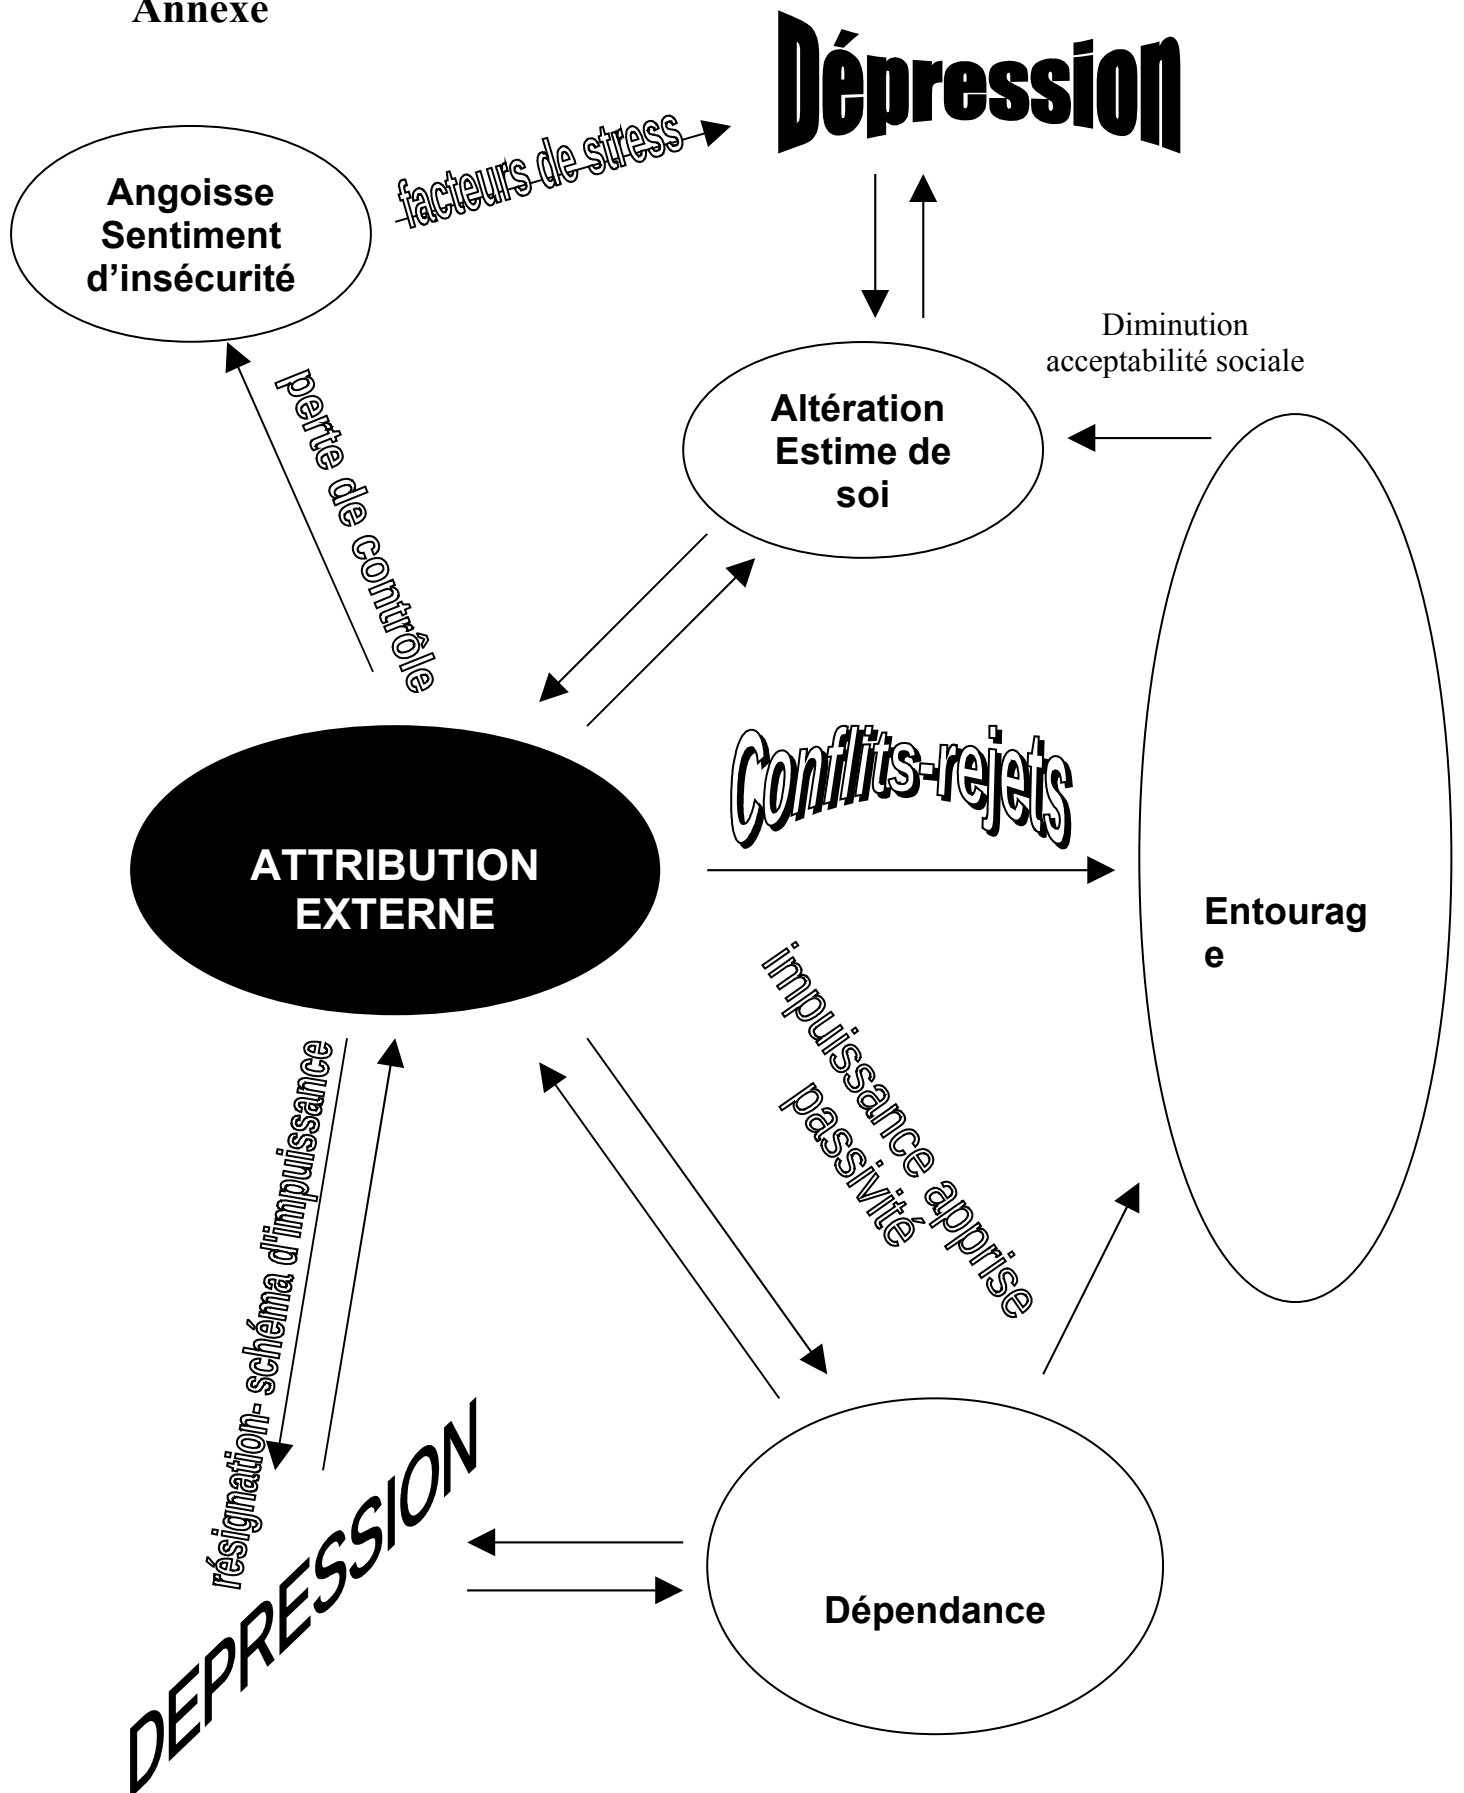 Annexe
Dépression
facteurs de stress
Angoisse
Sentiment
d’insécurité
Diminution
acceptabilité sociale
perte de contrôle
Altération
Estime de
soi
Conflits-rejets
ATTRIBUTION
EXTERNE
Entourag
e
impuissance apprise
passivité
résignation- schéma d'impuissance
DEPRESSION
Dépendance